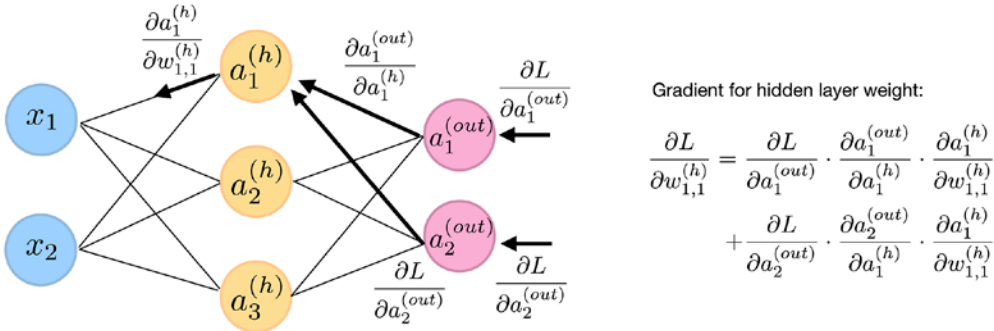 ∂a₁^(h)/∂w₁,₁^(h)
a₁^(h)
∂a₁^(out)/∂a₁^(h)
∂L/∂a₁^(out)
x₁
a₁^(out)
a₂^(h)
x₂
a₂^(out)
a₃^(h)
∂L/∂a₂^(out)
∂L/∂a₂^(out)
Gradient for hidden layer weight:
∂L/∂w₁,₁^(h) = ∂L/∂a₁^(out) · ∂a₁^(out)/∂a₁^(h) · ∂a₁^(h)/∂w₁,₁^(h)
+ ∂L/∂a₂^(out) · ∂a₂^(out)/∂a₁^(h) · ∂a₁^(h)/∂w₁,₁^(h)